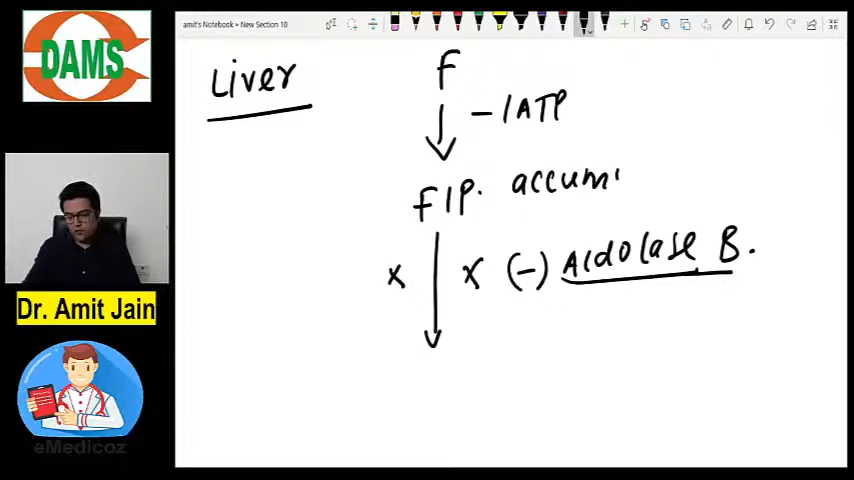 amit's Notebook > New Section 10
DAMS
Liver
F
- 1ATP
F1P. accum
x x (-) Aldolase B.
Dr. Amit Jain
eMedicoz